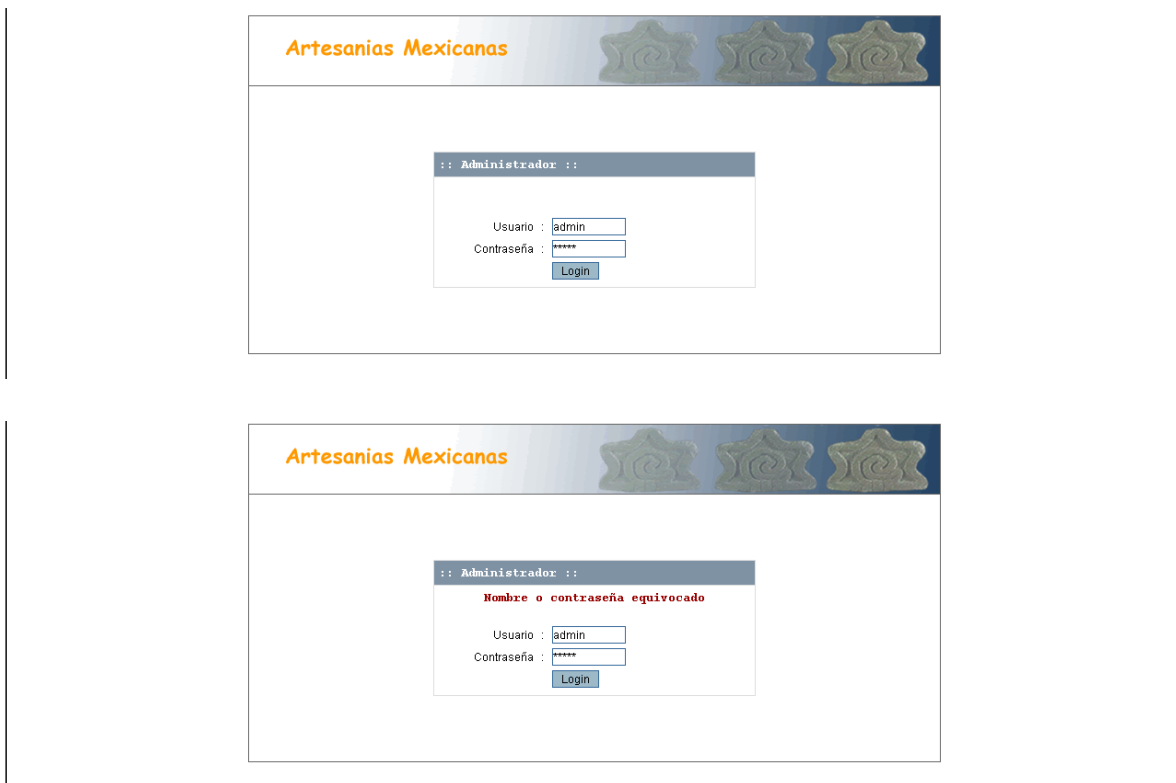 Artesanias Mexicanas
:: Administrador ::
Usuario : admin
Contraseña : *****
Login
Artesanias Mexicanas
:: Administrador ::
Nombre o contraseña equivocado
Usuario : admin
Contraseña : *****
Login